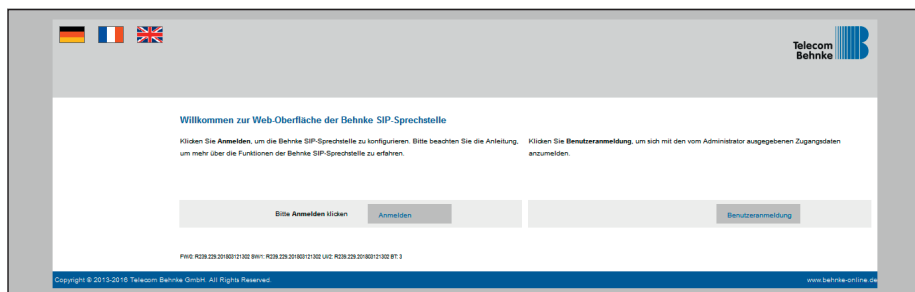 Telecom
Behnke
Willkommen zur Web-Oberfläche der Behnke SIP-Sprechstelle
Klicken Sie Anmelden, um die Behnke SIP-Sprechstelle zu konfigurieren. Bitte beachten Sie die Anleitung,
um mehr über die Funktionen der Behnke SIP-Sprechstelle zu erfahren.
Klicken Sie Benutzeranmeldung, um sich mit den vom Administrator ausgegebenen Zugangsdaten
anzumelden.
Bitte Anmelden klicken
Anmelden
Benutzeranmeldung
FW0: R239.229.201803121302 SW1: R239.229.201803121302 UI/2: R239.229.201803121302 BT: 3
Copyright © 2013-2016 Telecom Behnke GmbH. All Rights Reserved.
www.behnke-online.de